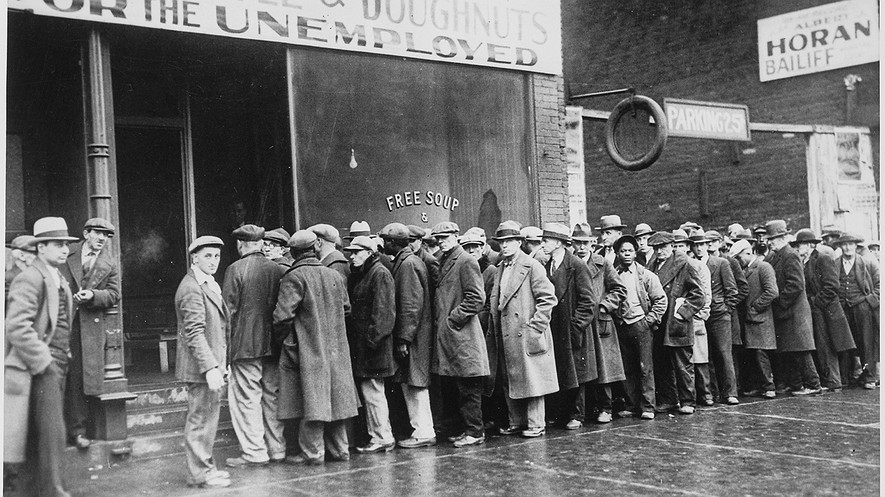 & DOUGHNUTS
FOR THE UNEMPLOYED
FREE SOUP
&
ALBERT
HORAN
BAILIFF
PARKING 25